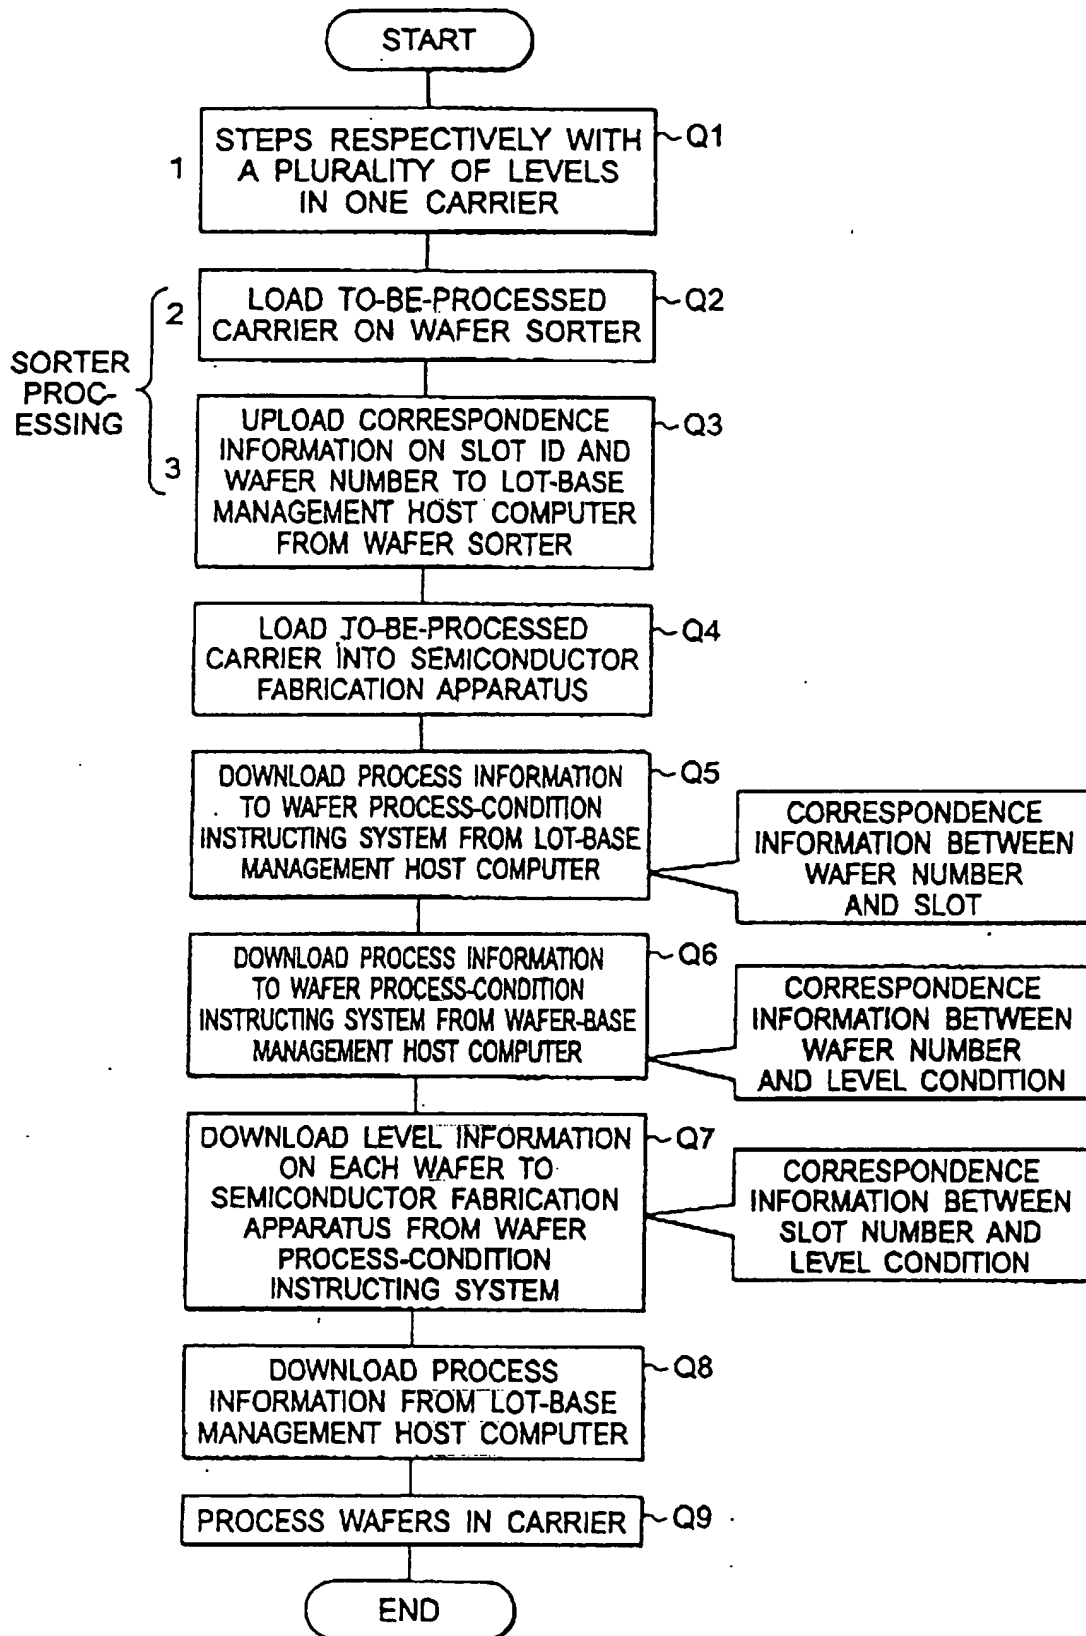 START
1
STEPS RESPECTIVELY WITH
A PLURALITY OF LEVELS
IN ONE CARRIER
Q1
SORTER
PROC-
ESSING
2
LOAD TO-BE-PROCESSED
CARRIER ON WAFER SORTER
Q2
3
UPLOAD CORRESPONDENCE
INFORMATION ON SLOT ID AND
WAFER NUMBER TO LOT-BASE
MANAGEMENT HOST COMPUTER
FROM WAFER SORTER
Q3
LOAD TO-BE-PROCESSED
CARRIER INTO SEMICONDUCTOR
FABRICATION APPARATUS
Q4
DOWNLOAD PROCESS INFORMATION
TO WAFER PROCESS-CONDITION
INSTRUCTING SYSTEM FROM LOT-BASE
MANAGEMENT HOST COMPUTER
Q5
CORRESPONDENCE
INFORMATION BETWEEN
WAFER NUMBER
AND SLOT
DOWNLOAD PROCESS INFORMATION
TO WAFER PROCESS-CONDITION
INSTRUCTING SYSTEM FROM WAFER-BASE
MANAGEMENT HOST COMPUTER
Q6
CORRESPONDENCE
INFORMATION BETWEEN
WAFER NUMBER
AND LEVEL CONDITION
DOWNLOAD LEVEL INFORMATION
ON EACH WAFER TO
SEMICONDUCTOR FABRICATION
APPARATUS FROM WAFER
PROCESS-CONDITION
INSTRUCTING SYSTEM
Q7
CORRESPONDENCE
INFORMATION BETWEEN
SLOT NUMBER AND
LEVEL CONDITION
DOWNLOAD PROCESS
INFORMATION FROM LOT-BASE
MANAGEMENT HOST COMPUTER
Q8
PROCESS WAFERS IN CARRIER
Q9
END